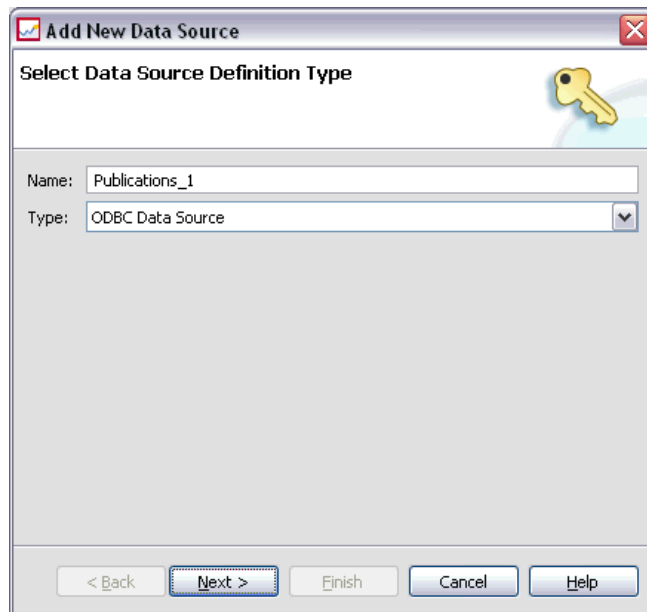 Add New Data Source
Select Data Source Definition Type
Name: Publications_1
Type: ODBC Data Source
< Back Next > Finish Cancel Help